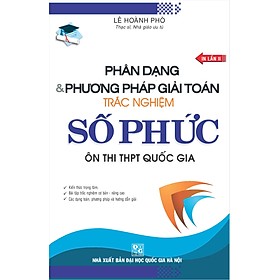 LÊ HOÀNH PHÒ
Thạc sĩ, Nhà giáo ưu tú
IN LẦN II
PHÂN DẠNG
& PHƯƠNG PHÁP GIẢI TOÁN
TRẮC NGHIỆM
SỐ PHỨC
ÔN THI THPT QUỐC GIA
Kiến thức trọng tâm
Bài tập trắc nghiệm cơ bản - nâng cao
Các dạng toán, phương pháp và hướng dẫn giải
NHÀ XUẤT BẢN ĐẠI HỌC QUỐC GIA HÀ NỘI